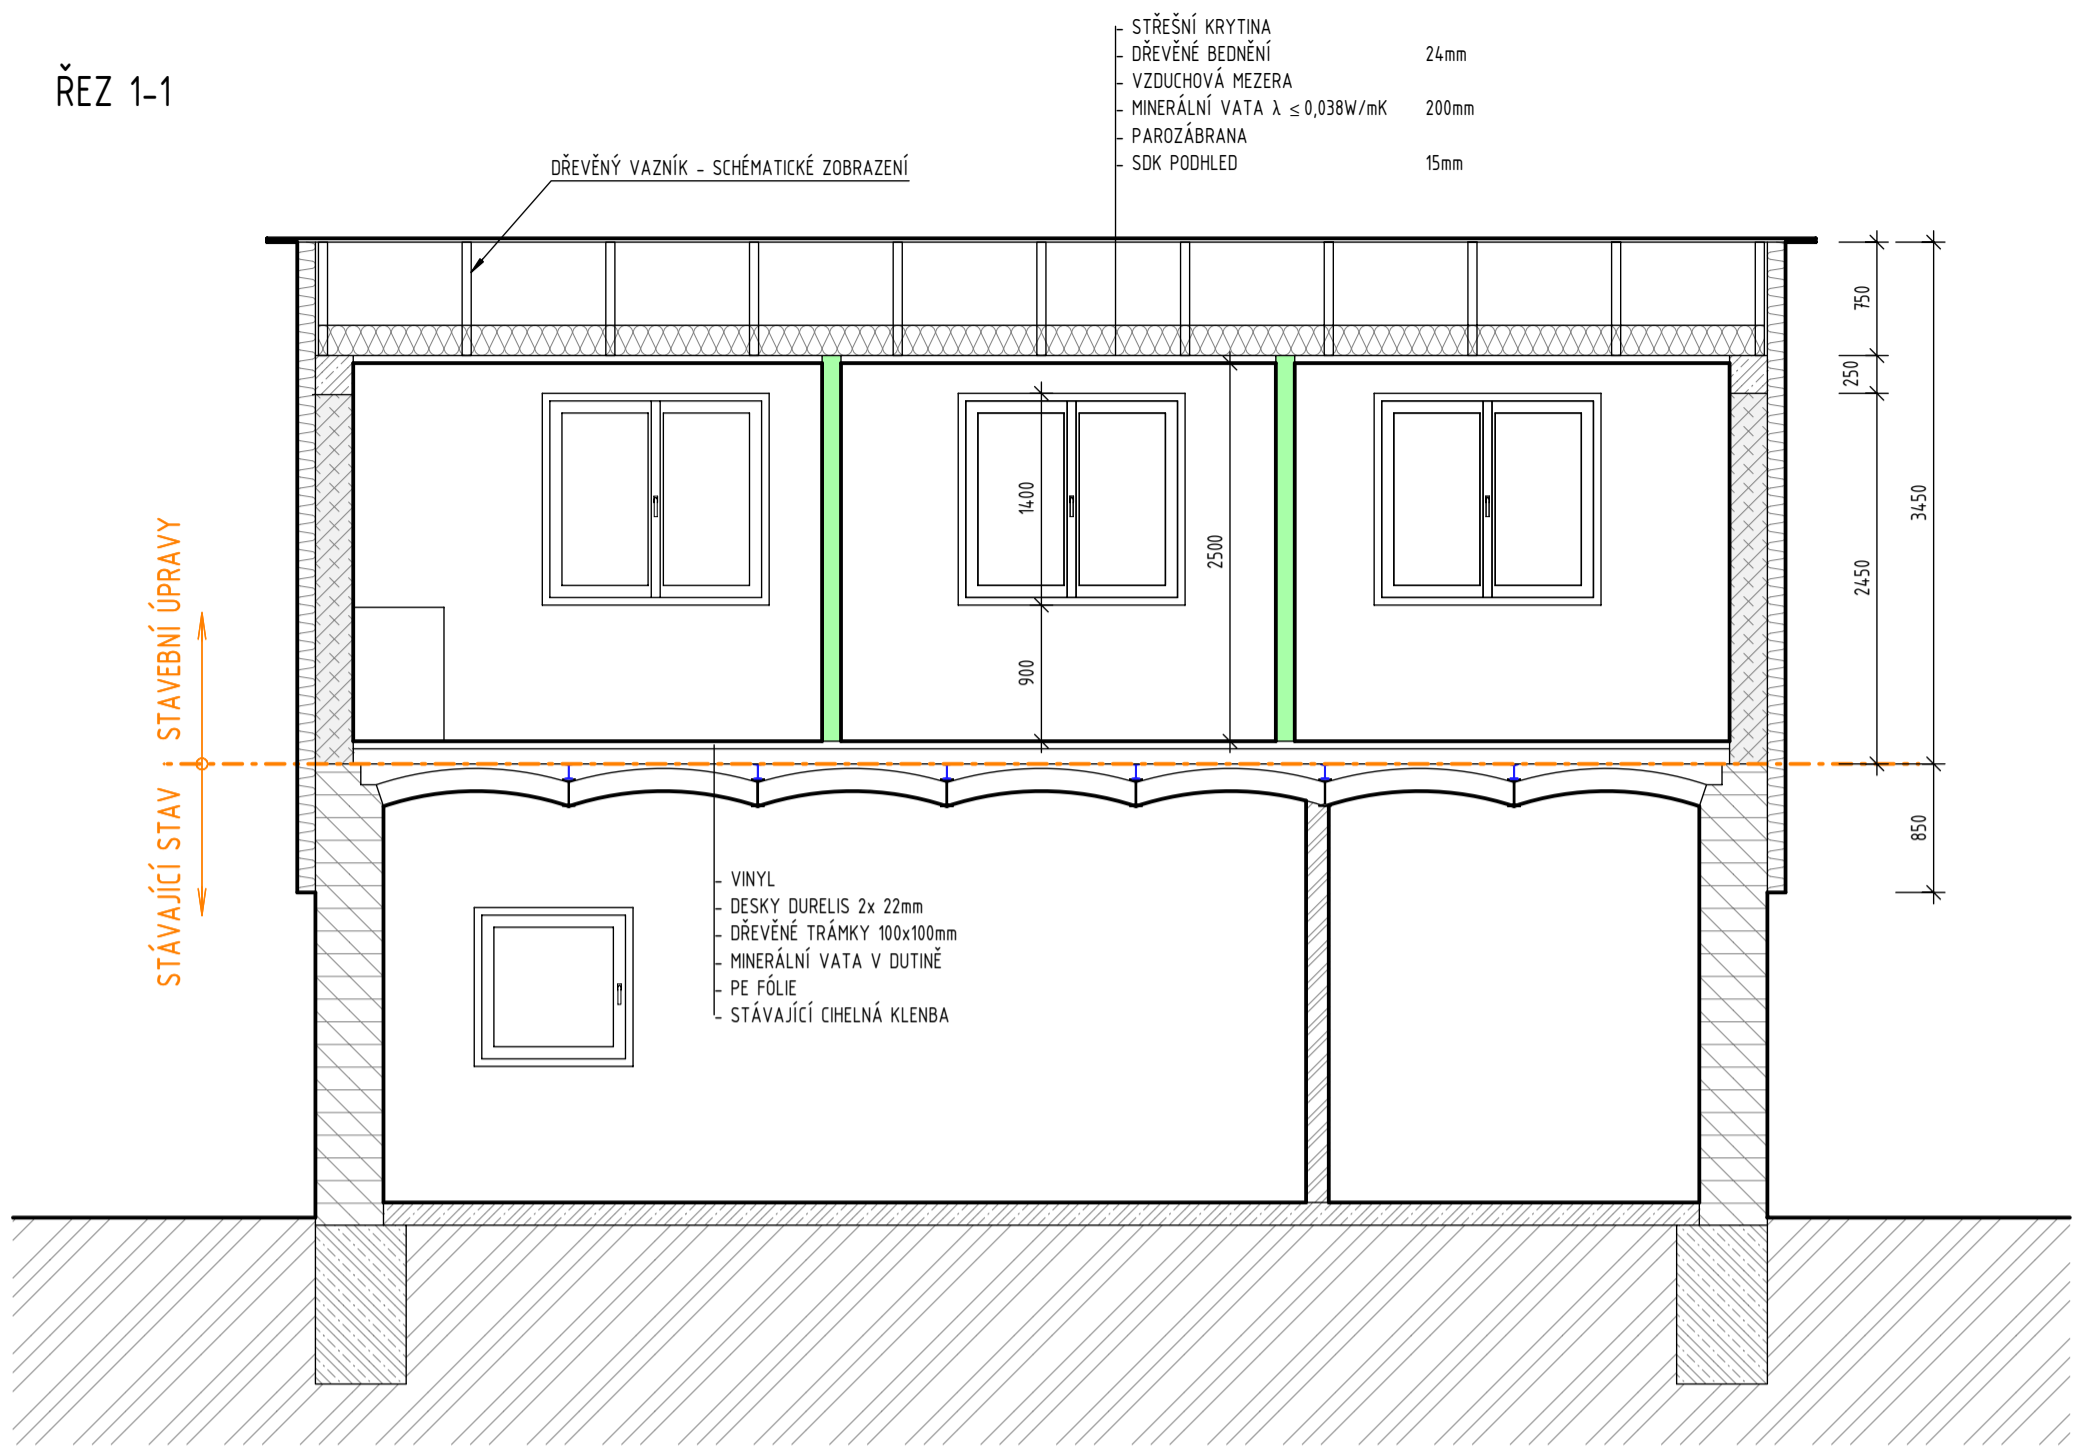 ŘEZ 1-1
STŘEŠNÍ KRYTINA
DŘEVĚNÉ BEDNĚNÍ 24mm
VZDUCHOVÁ MEZERA
MINERÁLNÍ VATA λ ≤ 0,038W/mK 200mm
PAROZÁBRANA
SDK PODHLED 15mm
DŘEVĚNÝ VAZNÍK - SCHÉMATICKÉ ZOBRAZENÍ
750
250
2450
3450
850
1400
900
2500
STAVEBNÍ ÚPRAVY
STÁVAJÍCÍ STAV
VINYL
DESKY DURELIS 2x 22mm
DŘEVĚNÉ TRÁMKY 100x100mm
MINERÁLNÍ VATA V DUTINĚ
PE FÓLIE
STÁVAJÍCÍ CIHELNÁ KLENBA